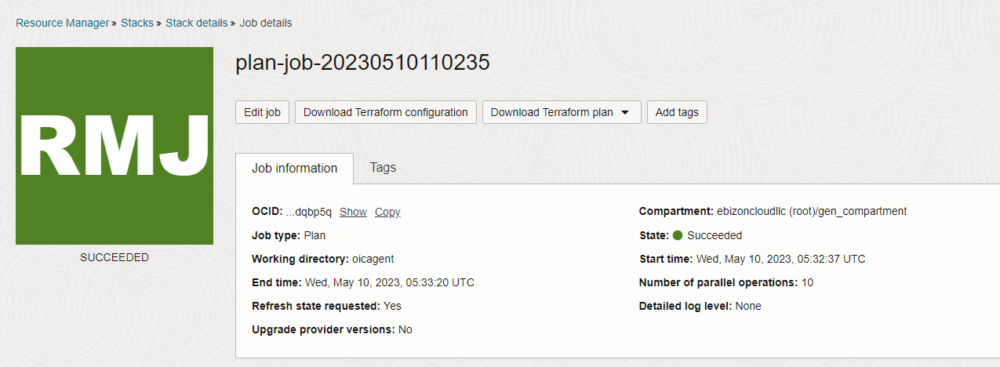 Resource Manager » Stacks » Stack details » Job details
RMJ
SUCCEEDED
plan-job-20230510110235
Edit job Download Terraform configuration Download Terraform plan Add tags
Job information Tags
OCID: ...dqbp5q Show Copy
Job type: Plan
Working directory: oicagent
End time: Wed, May 10, 2023, 05:33:20 UTC
Refresh state requested: Yes
Upgrade provider versions: No
Compartment: ebizoncloudllc (root)/gen_compartment
State: Succeeded
Start time: Wed, May 10, 2023, 05:32:37 UTC
Number of parallel operations: 10
Detailed log level: None